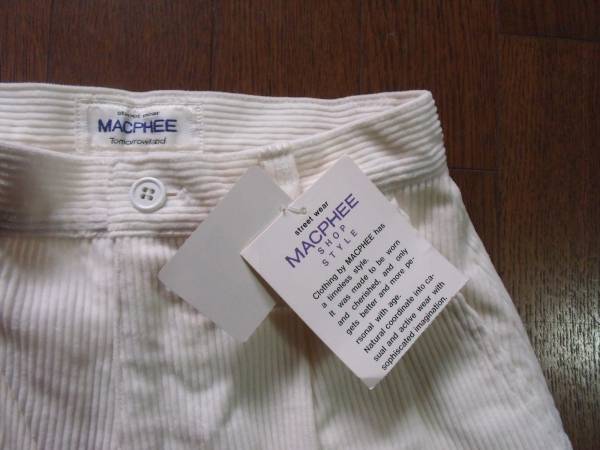 street wear
MACPHEE
Tomorrowland
street wear
MACPHEE
SHOP
STYLE
Clothing by MACPHEE has
a timeless style.
It was made to be worn
and cherished, and only
gets better and more pe-
rsonal with age.
Natural coordinate into ca-
sual and active wear with
sophiscated imagination.